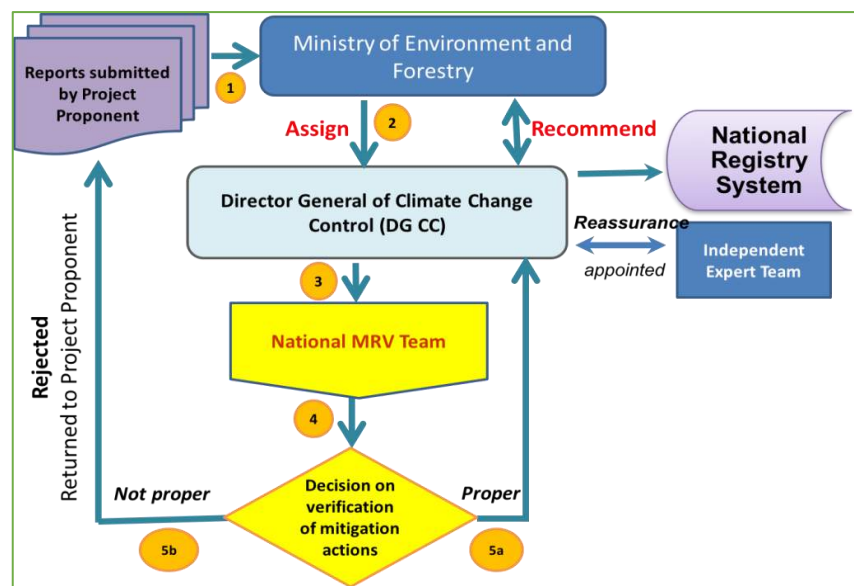 Reports submitted
by Project
Proponent
1
Ministry of Environment and
Forestry
Assign
2
Recommend
National
Registry
System
Director General of Climate Change
Control (DG CC)
Reassurance
appointed
Independent
Expert Team
3
National MRV Team
4
Rejected
Returned to Project Proponent
Not proper
Decision on
verification
of mitigation
actions
Proper
5b
5a